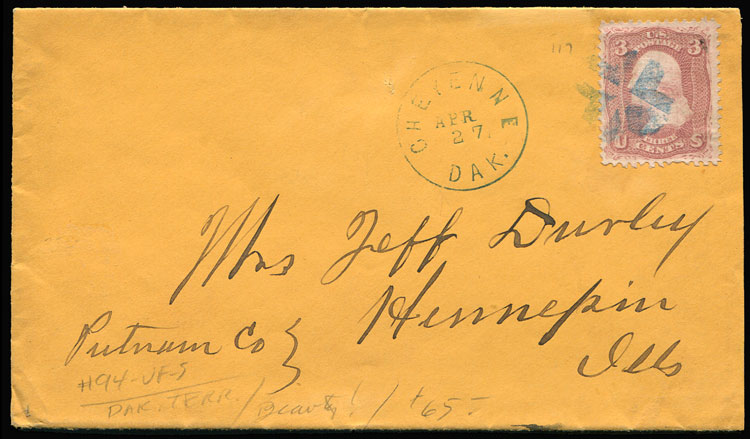 117
3 U.S. 3
POSTAGE
THREE
U CENTS S
CHEYENNE
APR
27.
DAK.
Mrs Jeff Durley
Hennepin
Putnam Co
Ills
#94-VF-S
DAK. TERR. / Beauty! / +65-